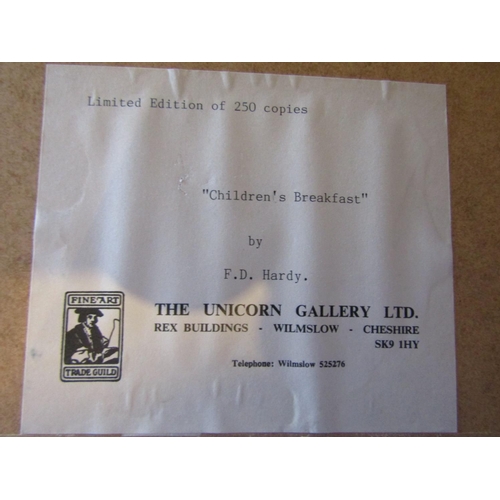 Limited Edition of 250 copies
"Children's Breakfast"
by
F.D. Hardy.
THE UNICORN GALLERY LTD.
REX BUILDINGS - WILMSLOW - CHESHIRE
SK9 1HY
Telephone: Wilmslow 525276
FINE ART
TRADE GUILD